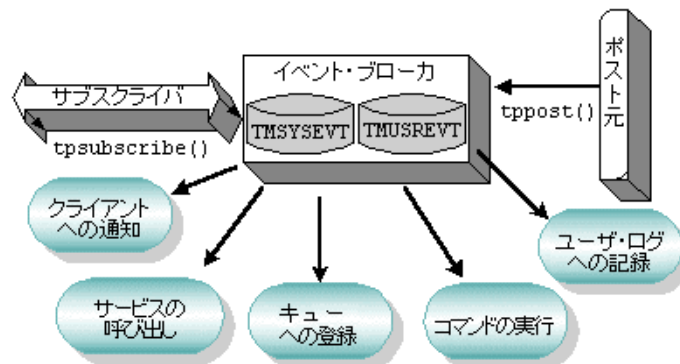 イベント・ブローカ
サブスクライバ
tpsubscribe()
TMSYSEVT
TMUSREVT
tppost()
ポスト元
クライアント
への通知
サービスの
呼び出し
キュー
への登録
コマンドの実行
ユーザ・ログ
への記録